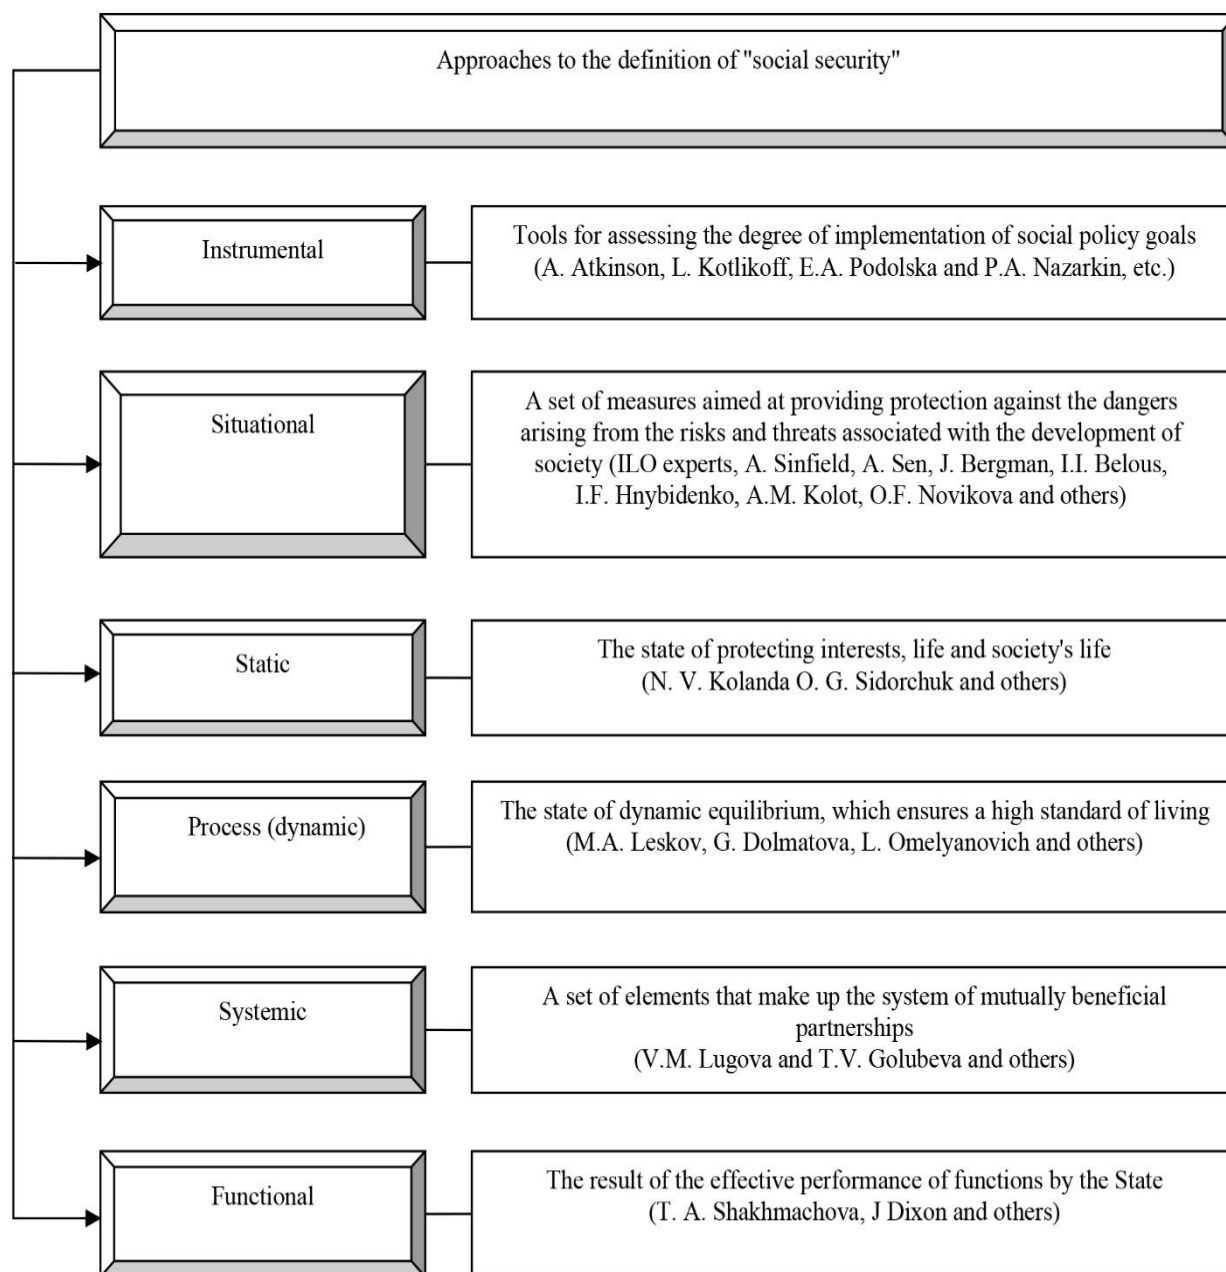 Approaches to the definition of "social security"
Instrumental
Tools for assessing the degree of implementation of social policy goals
(A. Atkinson, L. Kotlikoff, E.A. Podolska and P.A. Nazarkin, etc.)
Situational
A set of measures aimed at providing protection against the dangers
arising from the risks and threats associated with the development of
society (ILO experts, A. Sinfield, A. Sen, J. Bergman, I.I. Belous,
I.F. Hnybidenko, A.M. Kolot, O.F. Novikova and others)
Static
The state of protecting interests, life and society's life
(N. V. Kolanda O. G. Sidorchuk and others)
Process (dynamic)
The state of dynamic equilibrium, which ensures a high standard of living
(M.A. Leskov, G. Dolmatova, L. Omelyanovich and others)
Systemic
A set of elements that make up the system of mutually beneficial
partnerships
(V.M. Lugova and T.V. Golubeva and others)
Functional
The result of the effective performance of functions by the State
(T. A. Shakhmachova, J Dixon and others)